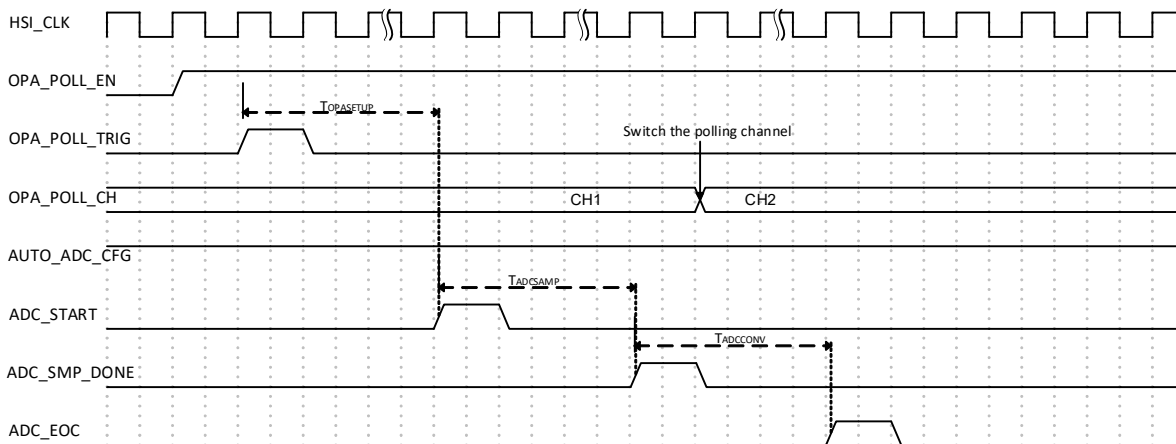 HSI_CLK
OPA_POLL_EN
TOPASETUP
OPA_POLL_TRIG
Switch the polling channel
OPA_POLL_CH
CH1
CH2
AUTO_ADC_CFG
TADCSAMP
ADC_START
TADCCONV
ADC_SMP_DONE
ADC_EOC